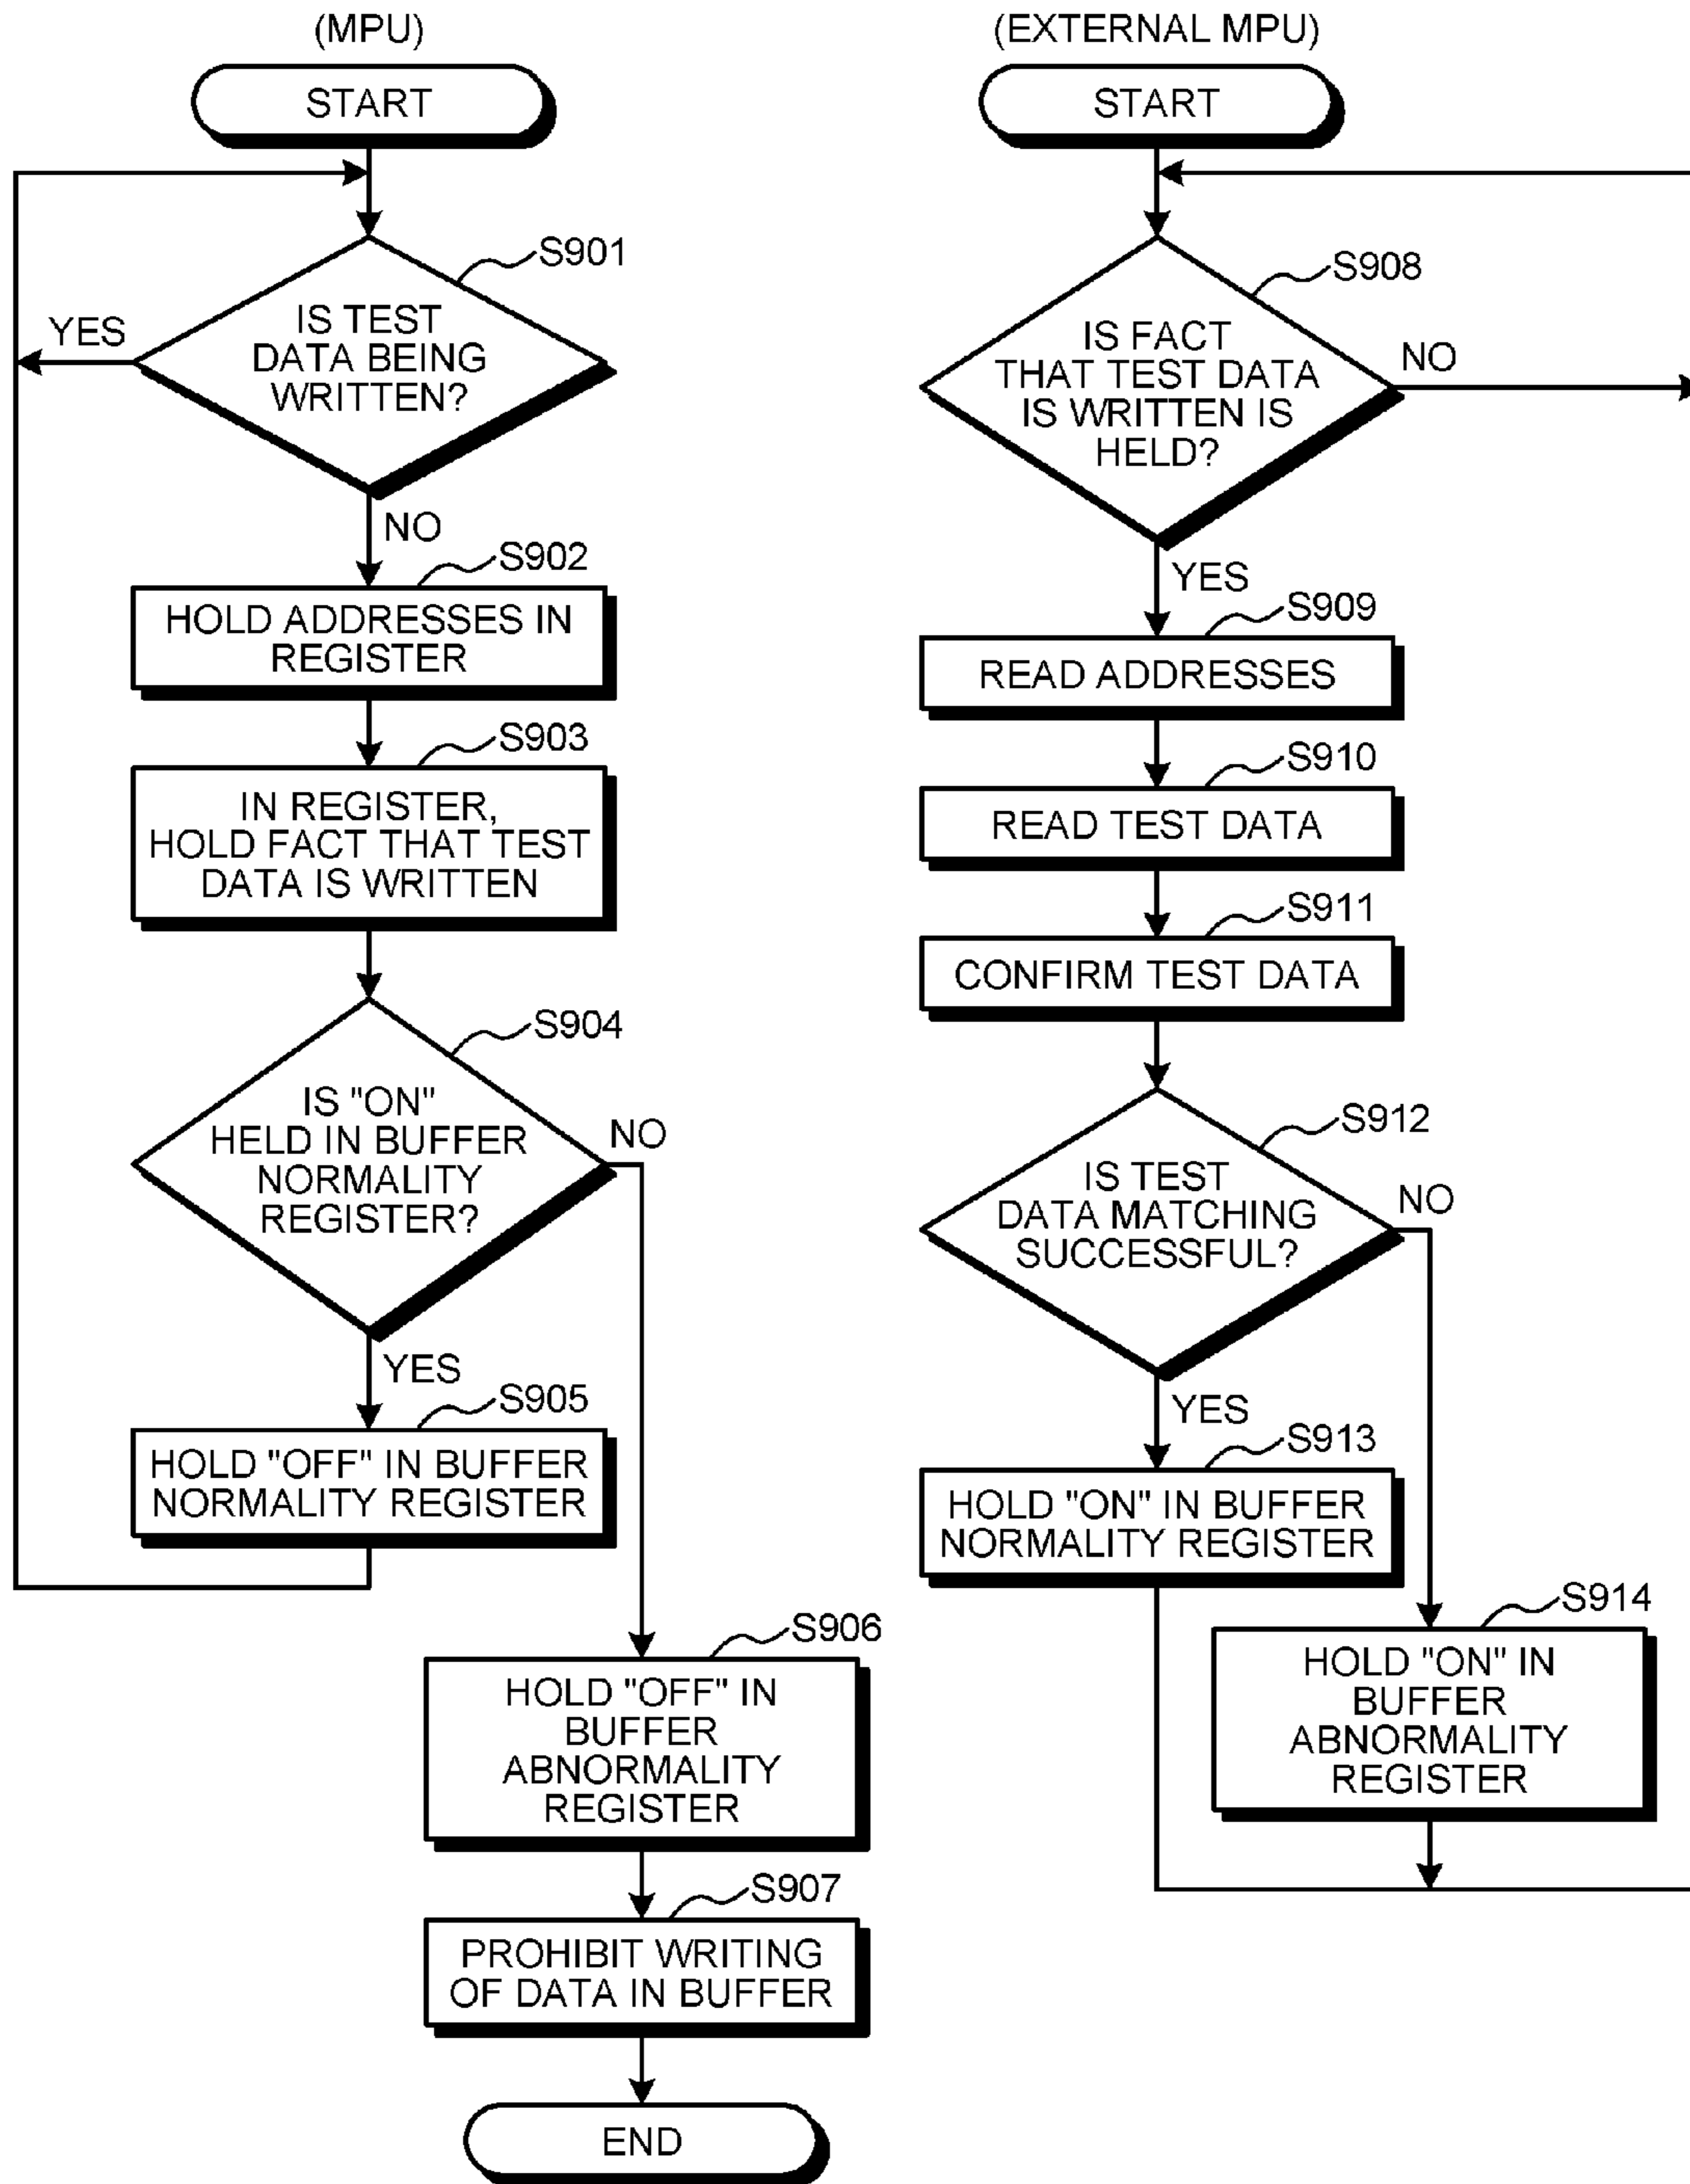 (MPU)
START
S901
IS TEST
DATA BEING
WRITTEN?
YES
NO
S902
HOLD ADDRESSES IN
REGISTER
S903
IN REGISTER,
HOLD FACT THAT TEST
DATA IS WRITTEN
S904
IS "ON"
HELD IN BUFFER
NORMALITY
REGISTER?
NO
YES
S905
HOLD "OFF" IN BUFFER
NORMALITY REGISTER
S906
HOLD "OFF" IN
BUFFER
ABNORMALITY
REGISTER
S907
PROHIBIT WRITING
OF DATA IN BUFFER
END
(EXTERNAL MPU)
START
S908
IS FACT
THAT TEST DATA
IS WRITTEN IS
HELD?
NO
YES
S909
READ ADDRESSES
S910
READ TEST DATA
S911
CONFIRM TEST DATA
S912
IS TEST
DATA MATCHING
SUCCESSFUL?
NO
YES
S913
HOLD "ON" IN BUFFER
NORMALITY REGISTER
S914
HOLD "ON" IN
BUFFER
ABNORMALITY
REGISTER